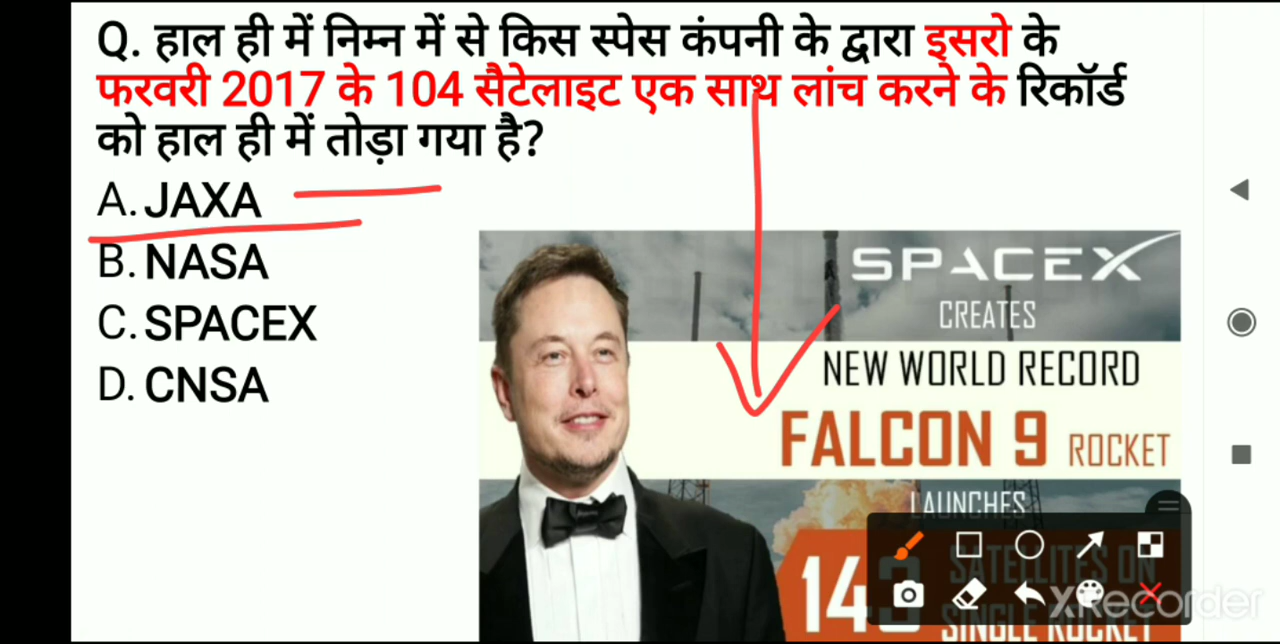 Q. हाल ही में निम्न में से किस स्पेस कंपनी के द्वारा इसरो के
फरवरी 2017 के 104 सैटेलाइट एक साथ लांच करने के रिकॉर्ड
को हाल ही में तोड़ा गया है?
A. JAXA
B. NASA
C. SPACEX
D. CNSA
SPACEX
CREATES
NEW WORLD RECORD
FALCON 9 ROCKET
LAUNCHES
143 SATELLITES ON
SINGLE ROCKET
XRecorder